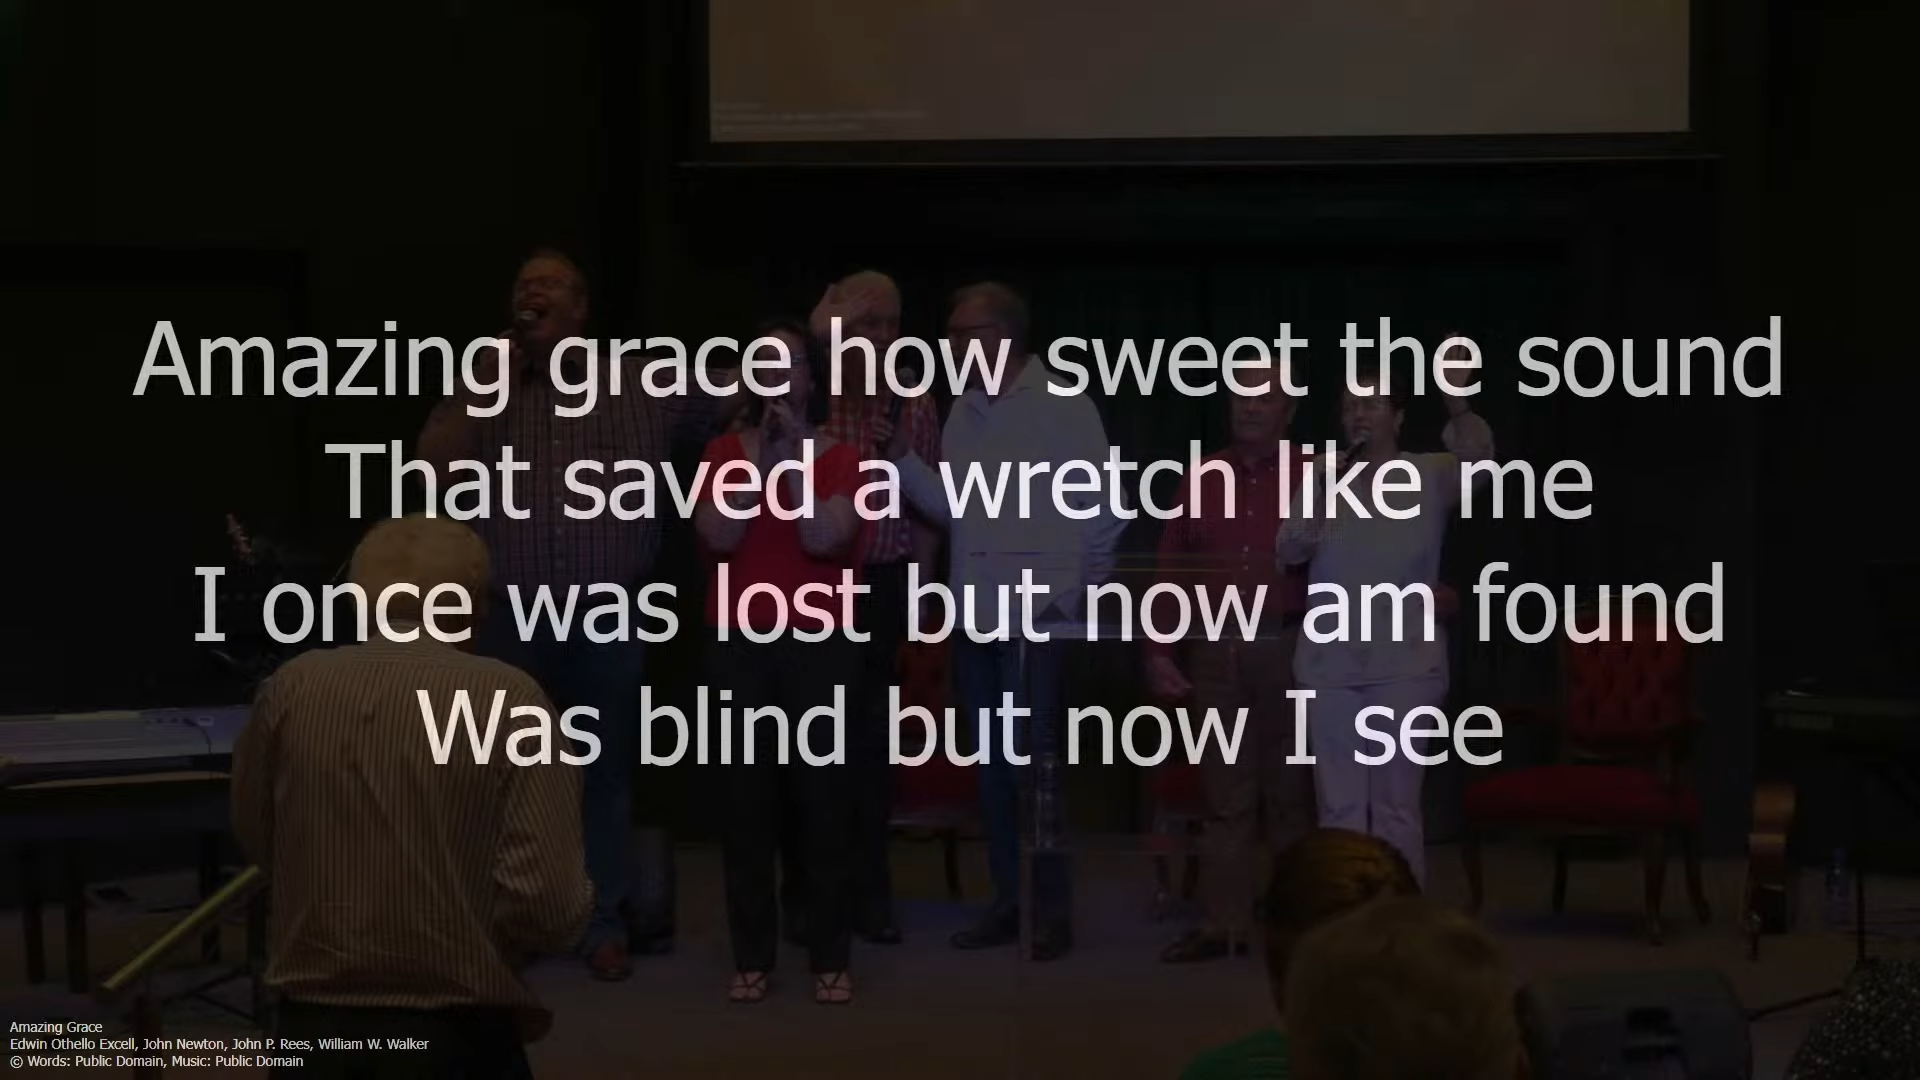 Amazing grace how sweet the sound
That saved a wretch like me
I once was lost but now am found
Was blind but now I see
Amazing Grace
Edwin Othello Excell, John Newton, John P. Rees, William W. Walker
© Words: Public Domain, Music: Public Domain